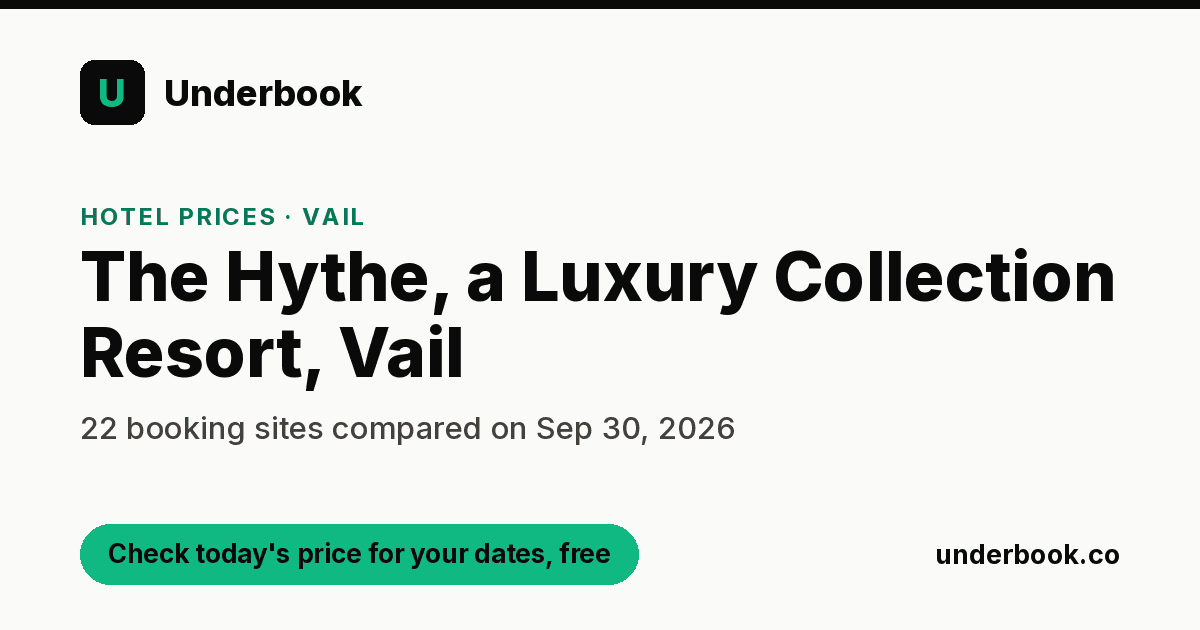 U Underbook
HOTEL PRICES · VAIL
The Hythe, a Luxury Collection
Resort, Vail
22 booking sites compared on Sep 30, 2026
Check today's price for your dates, free
underbook.co